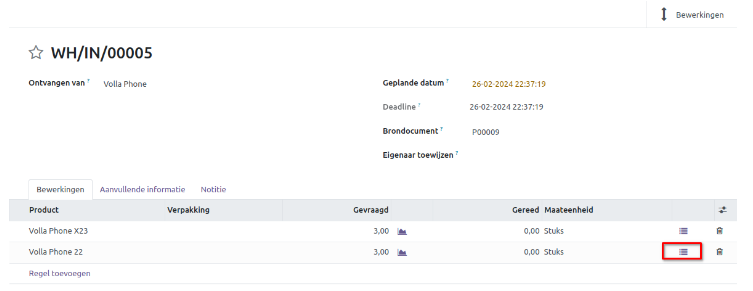 Bewerkingen
WH/IN/00005
Ontvangen van ? Volla Phone
Geplande datum ? 26-02-2024 22:37:19
Deadline ? 26-02-2024 22:37:19
Brondocument ? P00009
Eigenaar toewijzen ?
Bewerkingen Aanvullende informatie Notitie
Product Verpakking Gevraagd Gereed Maateenheid
Volla Phone X23 3,00 0,00 Stuks
Volla Phone 22 3,00 0,00 Stuks
Regel toevoegen